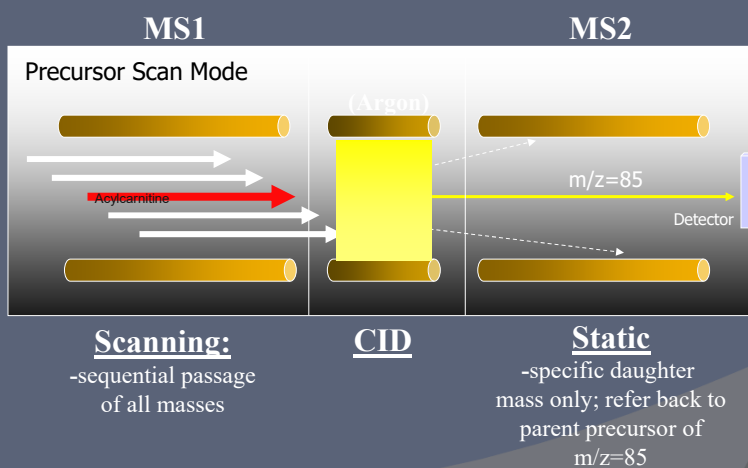 MS1
MS2
Precursor Scan Mode
(Argon)
Acylcarnitine
m/z=85
Detector
Scanning:
-sequential passage
of all masses
CID
Static
-specific daughter
mass only; refer back to
parent precursor of
m/z=85